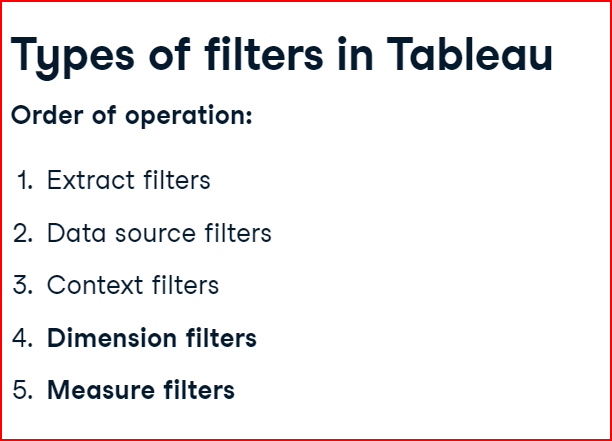 Types of filters in Tableau
Order of operation:
1. Extract filters
2. Data source filters
3. Context filters
4. Dimension filters
5. Measure filters